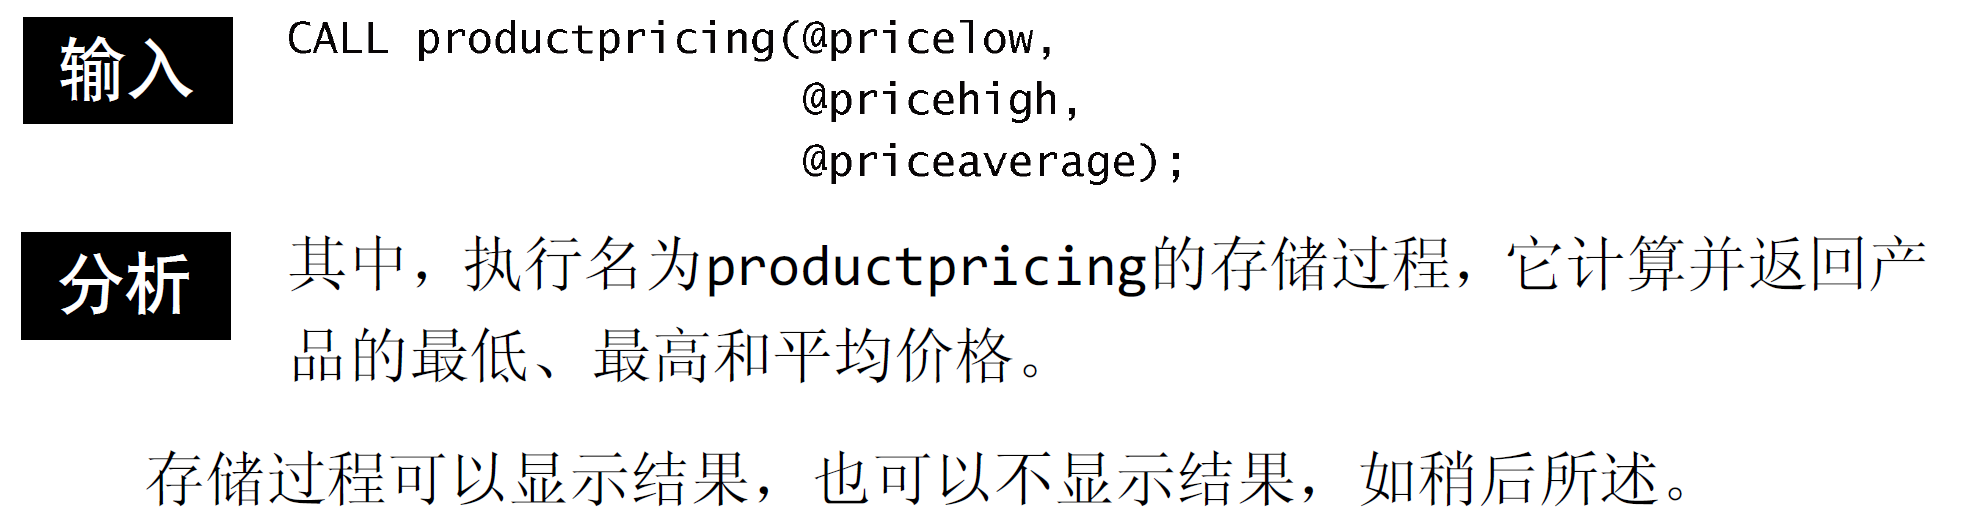 输入
CALL productpricing(@pricelow,
@pricehigh,
@priceaverage);
分析
其中，执行名为productpricing的存储过程，它计算并返回产
品的最低、最高和平均价格。
存储过程可以显示结果，也可以不显示结果，如稍后所述。